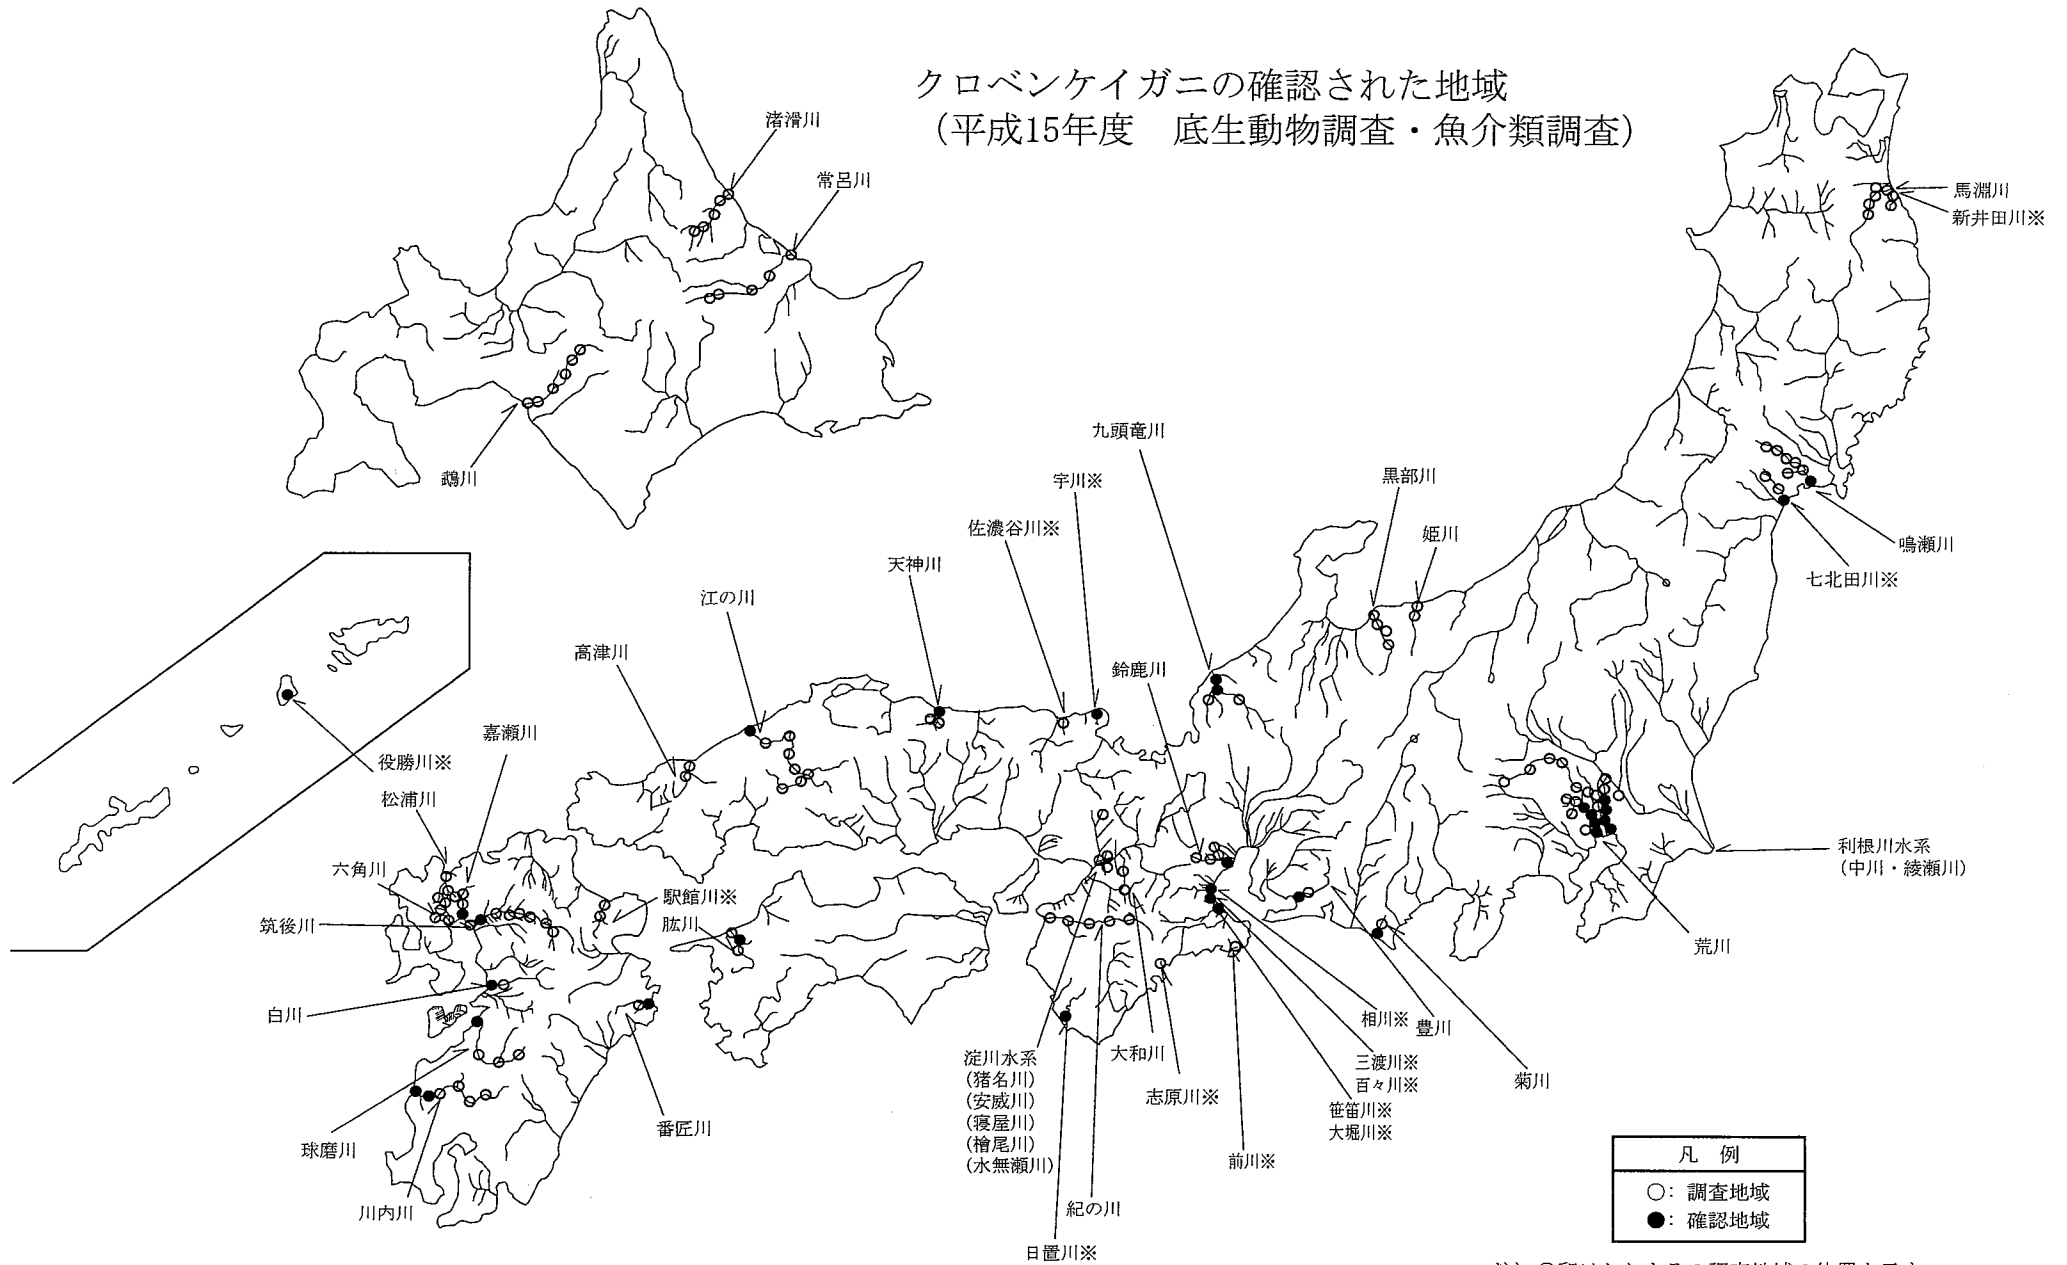 クロベンケイガニの確認された地域
(平成15年度 底生動物調査・魚介類調査)
渚滑川
常呂川
鵡川
馬淵川
新井田川※
鳴瀬川
七北田川※
九頭竜川
宇川※
佐濃谷川※
天神川
江の川
高津川
黒部川
姫川
鈴鹿川
役勝川※
嘉瀬川
松浦川
六角川
筑後川
駅館川※
肱川
白川
球磨川
川内川
番匠川
淀川水系
(猪名川)
(安威川)
(寝屋川)
(檜尾川)
(水無瀬川)
大和川
志原川※
紀の川
日置川※
前川※
相川※
三渡川※
百々川※
笹笛川※
大堀川※
豊川
菊川
荒川
利根川水系
(中川・綾瀬川)
凡 例
○: 調査地域
●: 確認地域